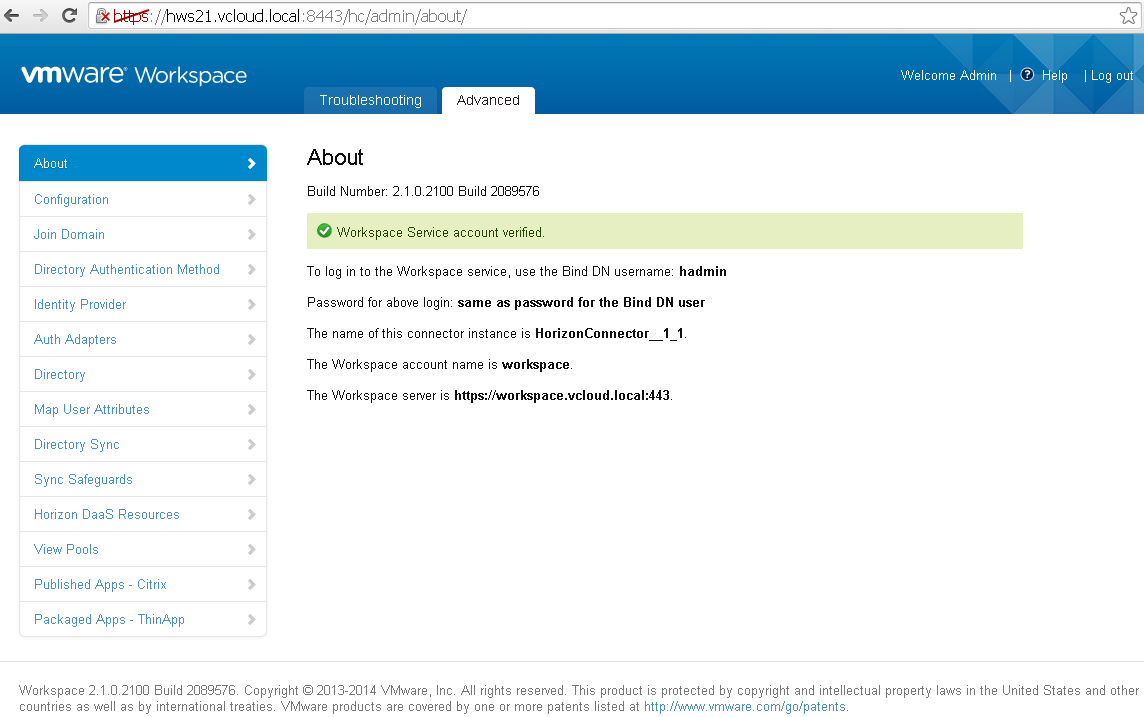 https://hws21.vcloud.local:8443/hc/admin/about/
vmware® Workspace
Welcome Admin | ? Help | Log out
Troubleshooting Advanced
About
Configuration
Join Domain
Directory Authentication Method
Identity Provider
Auth Adapters
Directory
Map User Attributes
Directory Sync
Sync Safeguards
Horizon DaaS Resources
View Pools
Published Apps - Citrix
Packaged Apps - ThinApp
About
Build Number: 2.1.0.2100 Build 2089576
Workspace Service account verified.
To log in to the Workspace service, use the Bind DN username: hadmin
Password for above login: same as password for the Bind DN user
The name of this connector instance is HorizonConnector__1_1.
The Workspace account name is workspace.
The Workspace server is https://workspace.vcloud.local:443.
Workspace 2.1.0.2100 Build 2089576. Copyright © 2013-2014 VMware, Inc. All rights reserved. This product is protected by copyright and intellectual property laws in the United States and other
countries as well as by international treaties. VMware products are covered by one or more patents listed at http://www.vmware.com/go/patents.